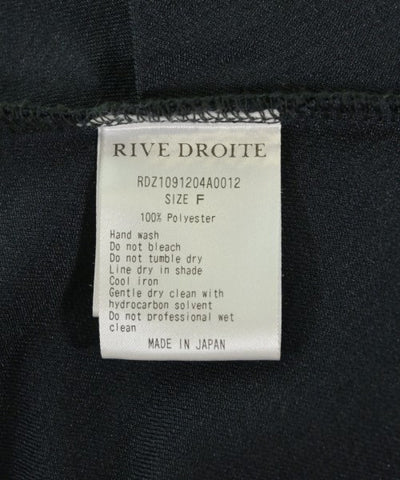 RIVE DROITE
RDZ1091204A0012
SIZE F
100% Polyester
Hand wash
Do not bleach
Do not tumble dry
Line dry in shade
Cool iron
Gentle dry clean with
hydrocarbon solvent
Do not professional wet
clean
MADE IN JAPAN